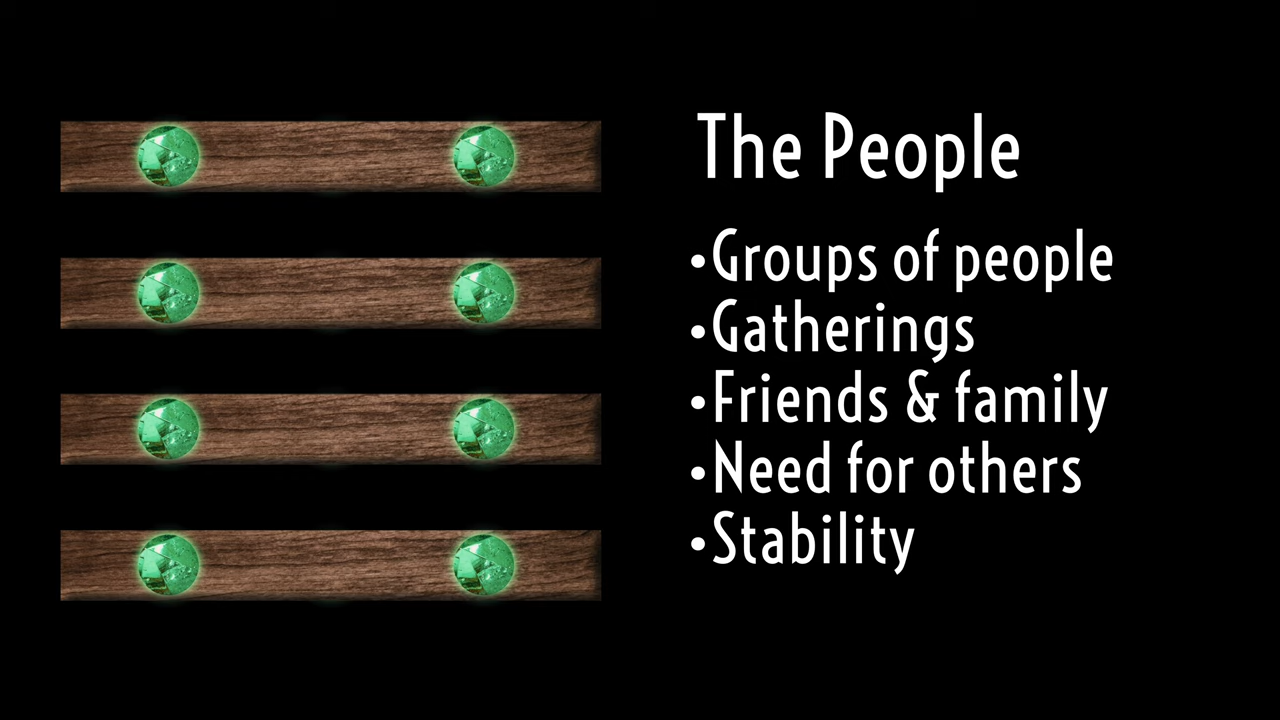 The People
•Groups of people
•Gatherings
•Friends & family
•Need for others
•Stability